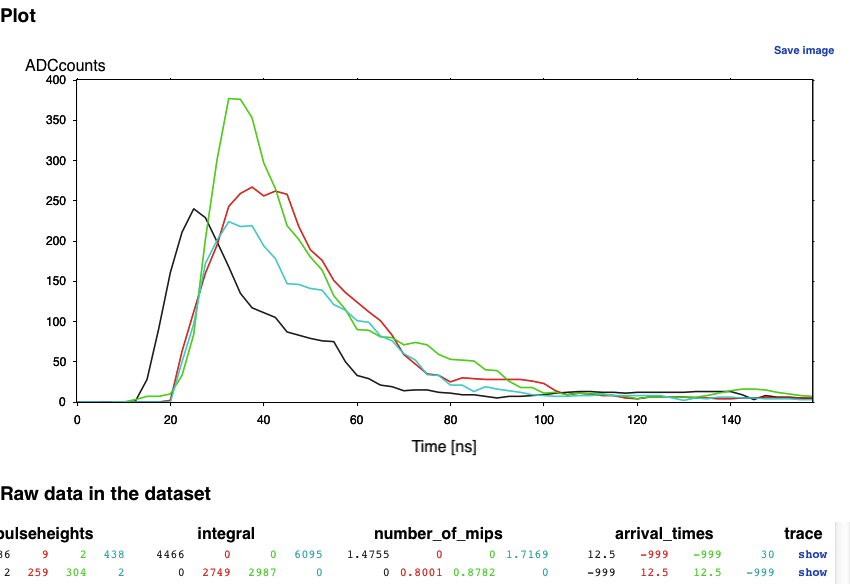 Plot
Save image
ADCcounts
400
350
300
250
200
150
100
50
0
0 20 40 60 80 100 120 140
Time [ns]
Raw data in the dataset
pulseheights integral number_of_mips arrival_times trace
36 9 2 438 4466 0 0 6095 1.4755 0 0 1.7169 12.5 -999 -999 30 show
2 259 304 2 0 2749 2987 0 0 0.8001 0.8782 0 -999 12.5 12.5 -999 show